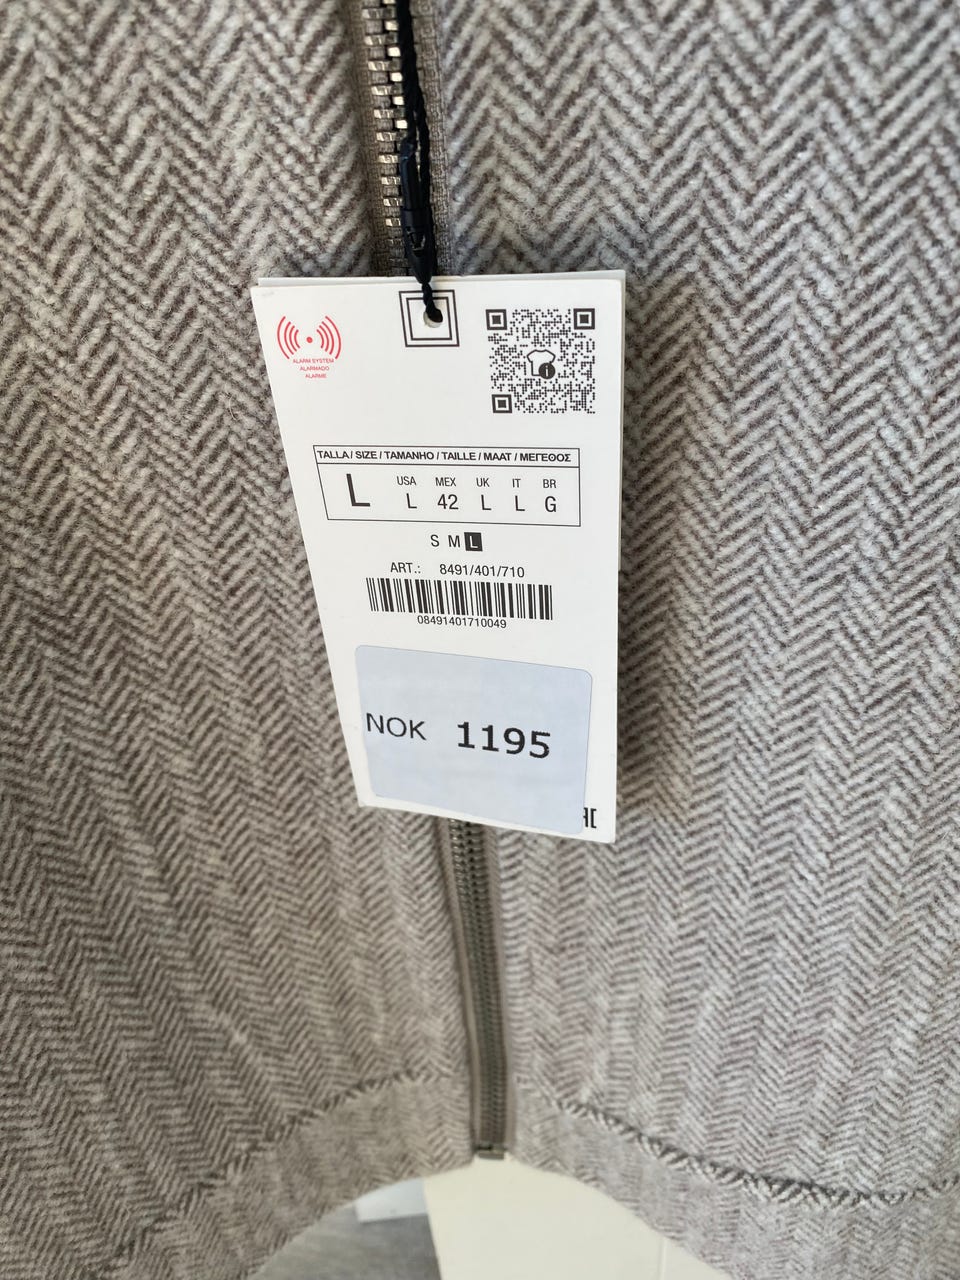 ALARM SYSTEM
ALARMADO
ALARME
TALLA / SIZE / TAMANHO / TAILLE / MAAT / ΜΕΓΕΘΟΣ
L
USA MEX UK IT BR
L 42 L L G
S M L
ART.: 8491/401/710
08491401710049
NOK 1195